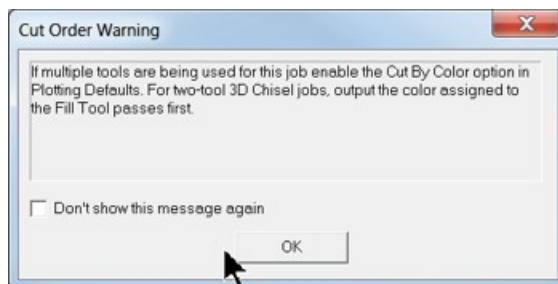 Cut Order Warning
If multiple tools are being used for this job enable the Cut By Color option in
Plotting Defaults. For two-tool 3D Chisel jobs, output the color assigned to
the Fill Tool passes first.
Don't show this message again
OK